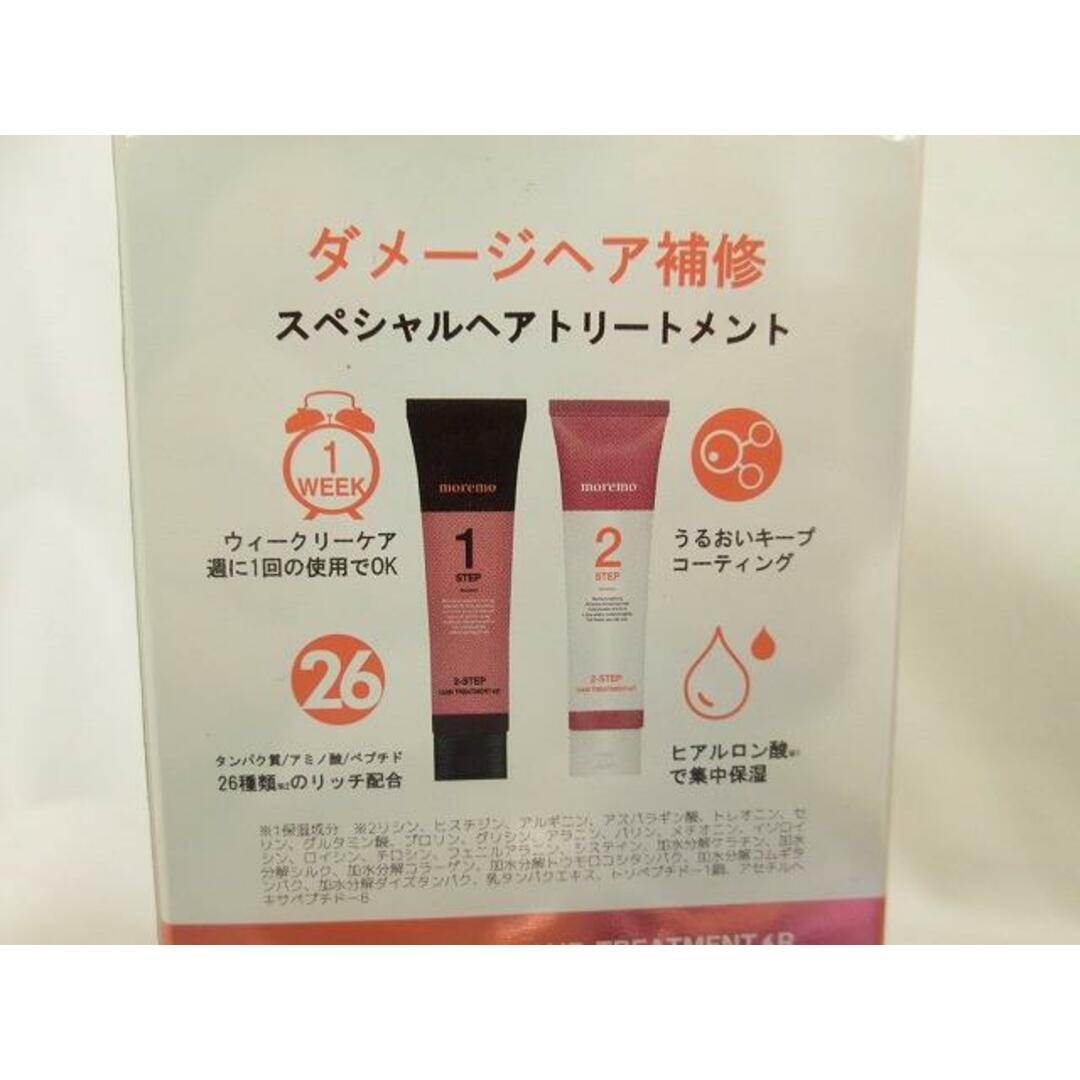 ダメージヘア補修
スペシャルヘアトリートメント
1
WEEK
ウィークリーケア
週に1回の使用でOK
moremo
1
STEP
2-STEP
HAIR TREATMENT
moremo
2
STEP
2-STEP
HAIR TREATMENT
うるおいキープ
コーティング
26
タンパク質/アミノ酸/ペプチド
26種類※2のリッチ配合
ヒアルロン酸※1
で集中保湿
※1保湿成分 ※2リシン、ヒスチジン、アルギニン、アスパラギン酸、トレオニン、セ
リン、グルタミン酸、プロリン、グリシン、アラニン、バリン、メチオニン、イソロイ
シン、ロイシン、チロシン、フェニルアラニン、システイン、加水分解ケラチン、加水
分解シルク、加水分解コラーゲン、加水分解トウモロコシタンパク、加水分解コムギタ
ンパク、加水分解ダイズタンパク、乳タンパクエキス、トリペプチド-1銅、アセチルヘ
キサペプチド-8
TREATMENT